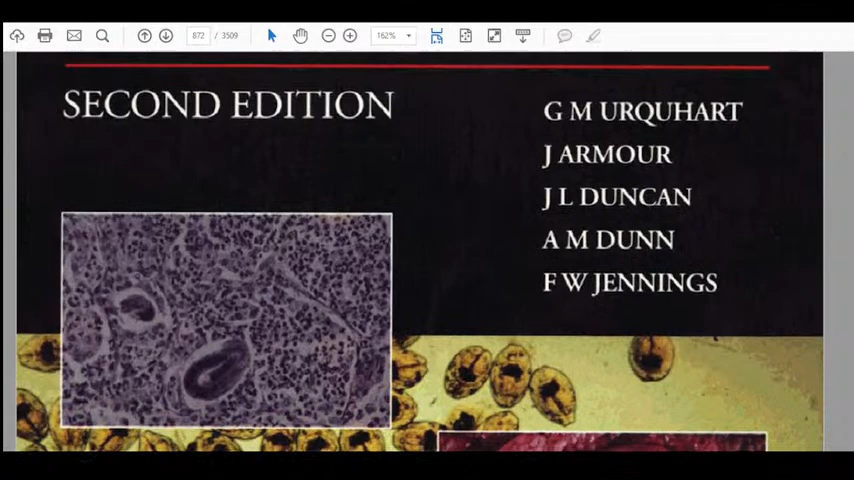 872 / 3509
162%
SECOND EDITION
G M URQUHART
J ARMOUR
J L DUNCAN
A M DUNN
F W JENNINGS